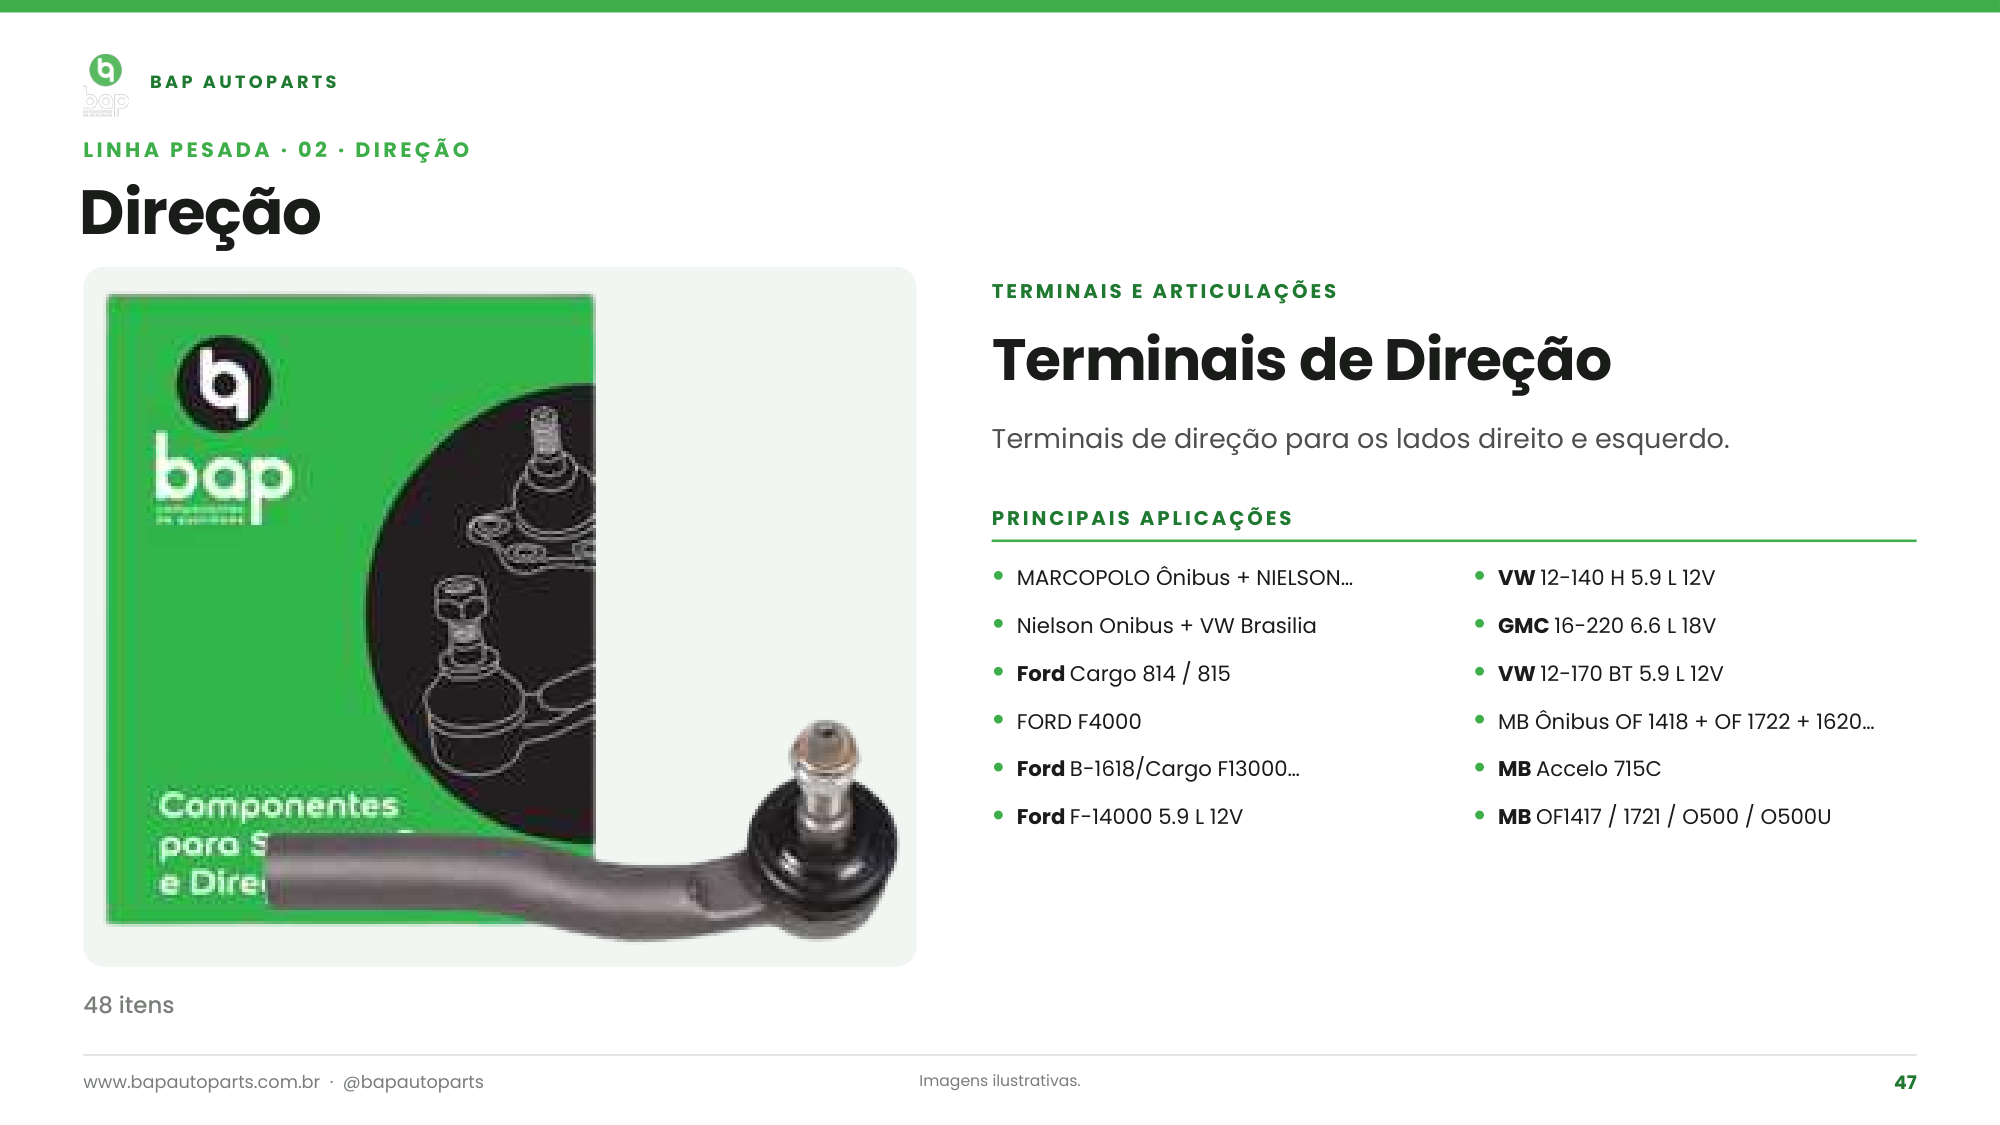 bap
BAP AUTOPARTS
LINHA PESADA · 02 · DIREÇÃO
Direção
bap
Componentes
para S
e Dire
48 itens
TERMINAIS E ARTICULAÇÕES
Terminais de Direção
Terminais de direção para os lados direito e esquerdo.
PRINCIPAIS APLICAÇÕES
• MARCOPOLO Ônibus + NIELSON...
• Nielson Onibus + VW Brasilia
• Ford Cargo 814 / 815
• FORD F4000
• Ford B-1618/Cargo F13000...
• Ford F-14000 5.9 L 12V
• VW 12-140 H 5.9 L 12V
• GMC 16-220 6.6 L 18V
• VW 12-170 BT 5.9 L 12V
• MB Ônibus OF 1418 + OF 1722 + 1620...
• MB Accelo 715C
• MB OF1417 / 1721 / O500 / O500U
www.bapautoparts.com.br · @bapautoparts
Imagens ilustrativas.
47